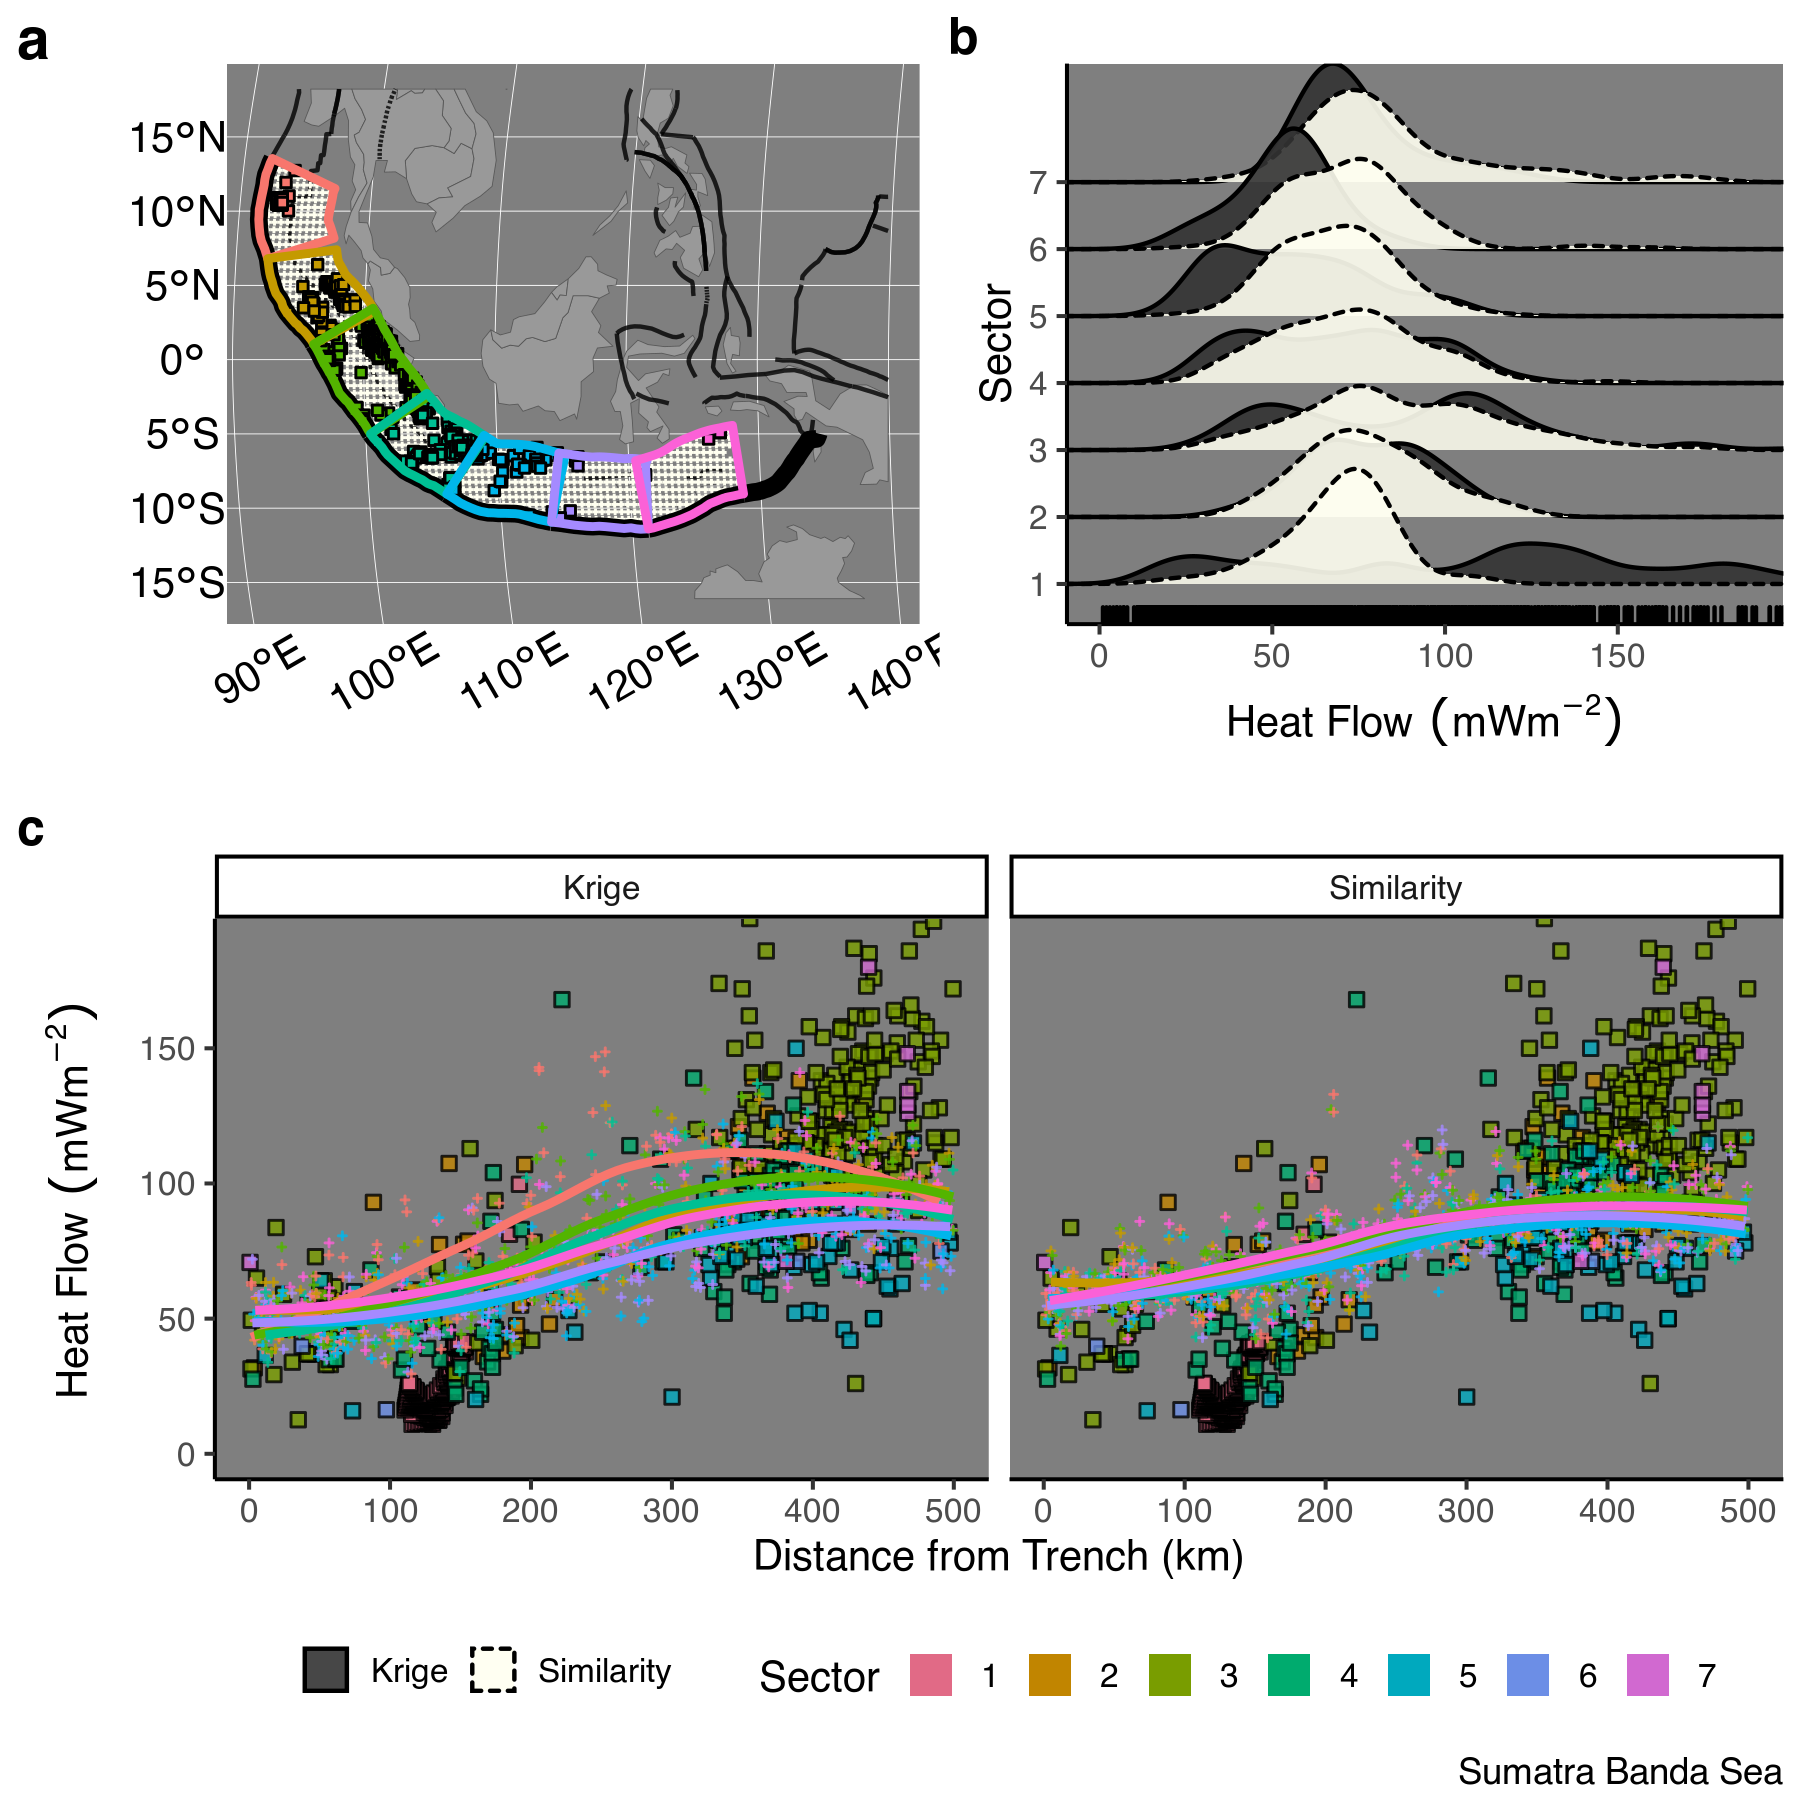 a
15°N
10°N
5°N
0°
5°S
10°S
15°S
90°E 100°E 110°E 120°E 130°E 140°E
b
Sector
7
6
5
4
3
2
1
0 50 100 150
Heat Flow (mWm−2)
c
Krige Similarity
Heat Flow (mWm−2)
150
100
50
0
0 100 200 300 400 500 0 100 200 300 400 500
Distance from Trench (km)
Krige Similarity Sector 1 2 3 4 5 6 7
Sumatra Banda Sea